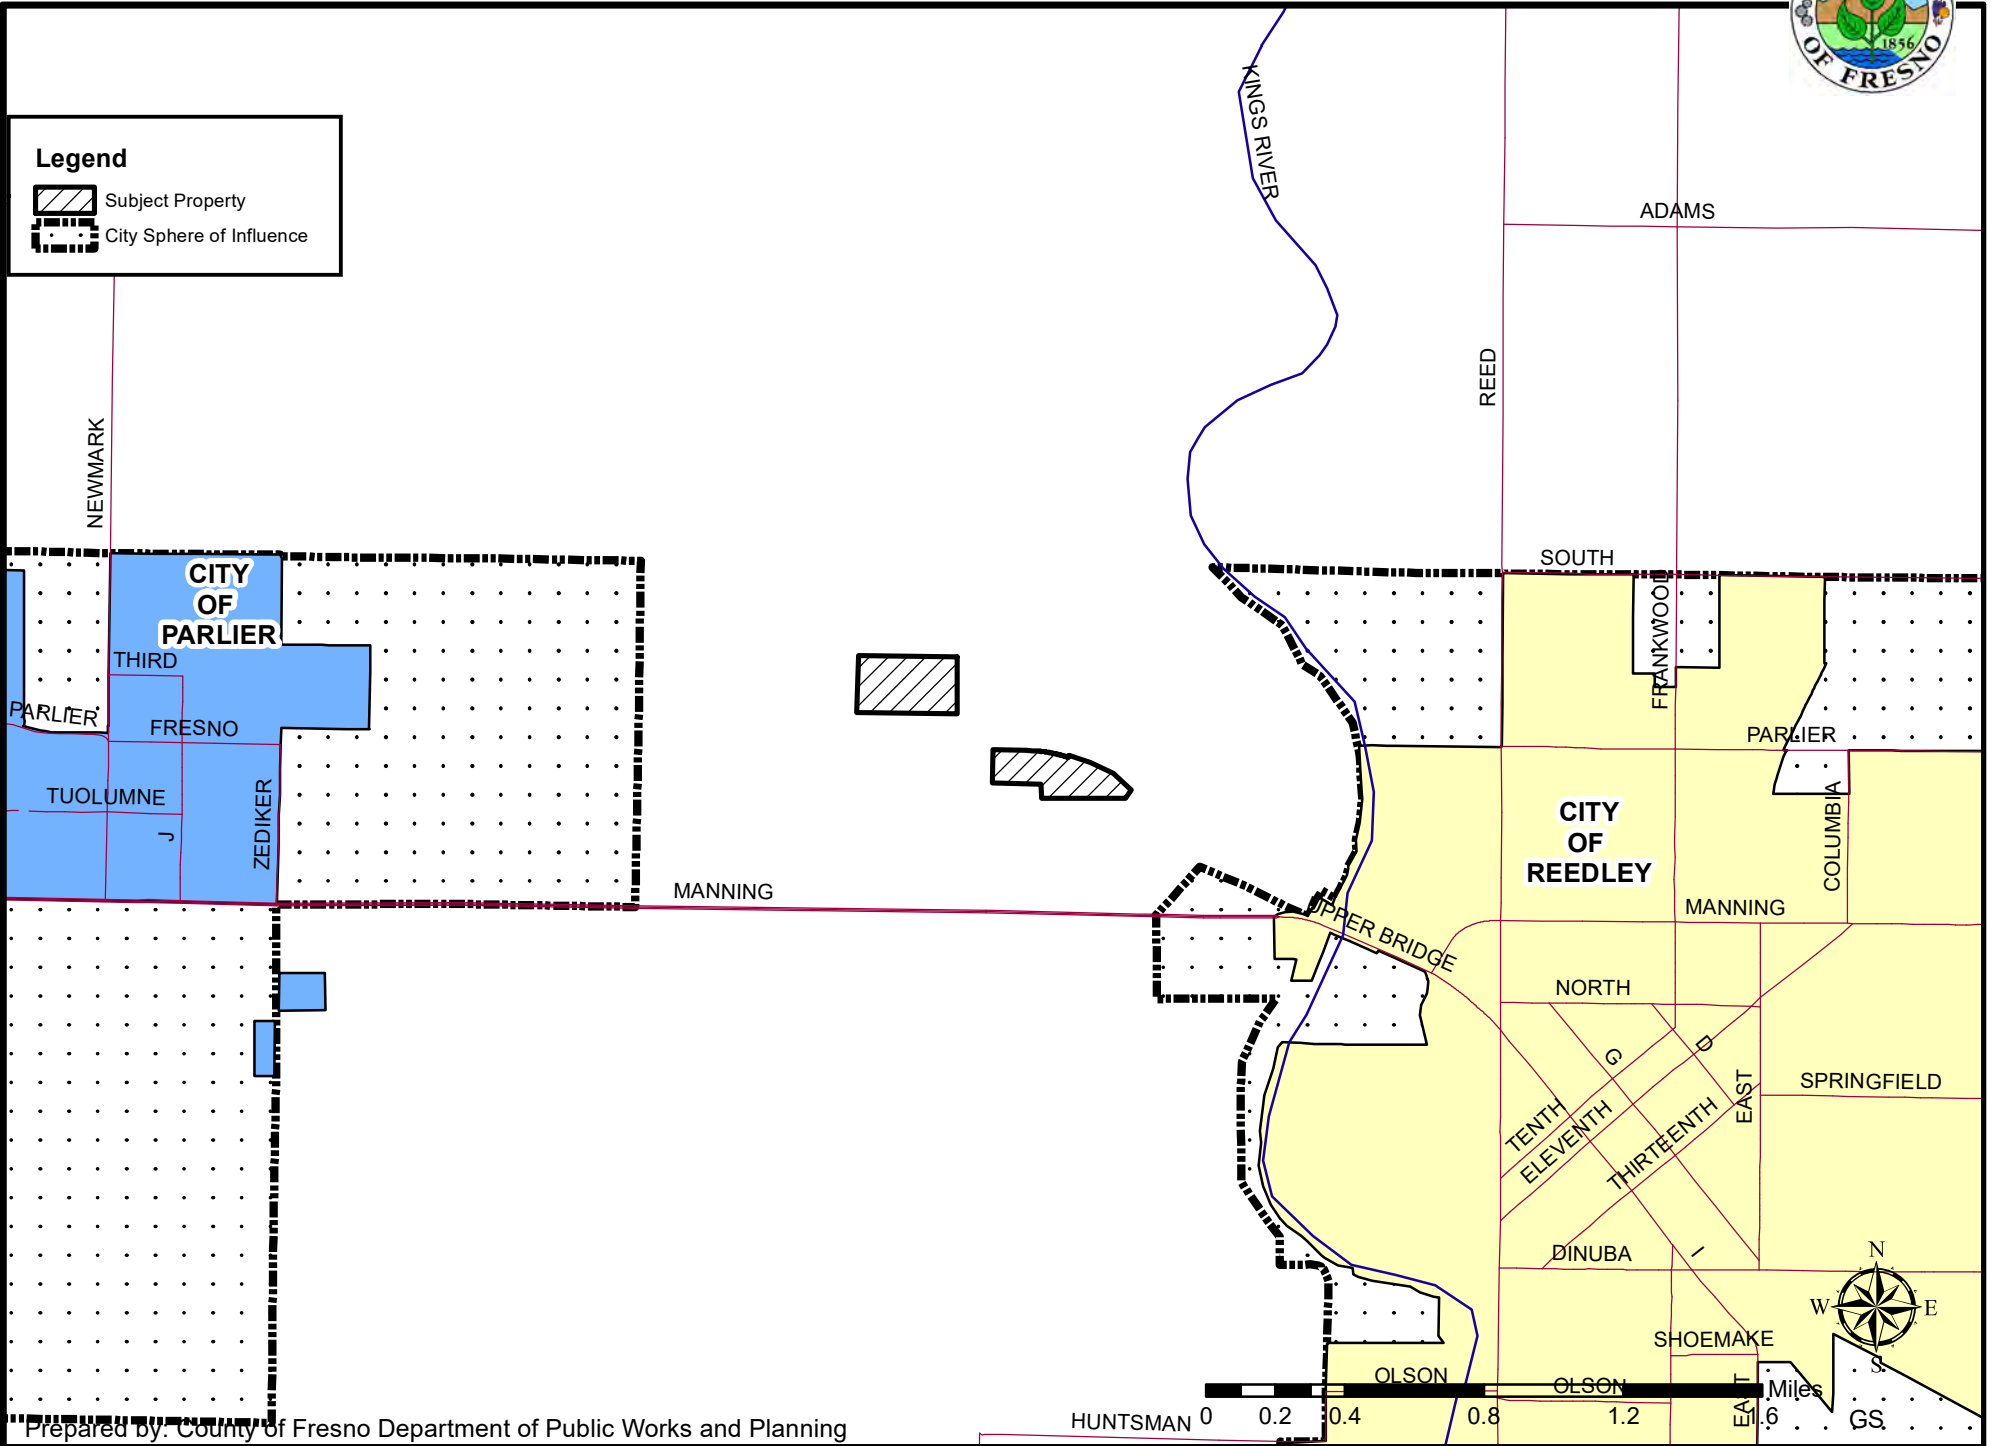 1856
OF FRESNO
KINGS RIVER
Legend
Subject Property
City Sphere of Influence
ADAMS
REED
NEWMARK
SOUTH
CITY
OF
PARLIER
FRANKWOOD
THIRD
PARLIER
FRESNO
PARLIER
TUOLUMNE
J
ZEDIKER
CITY
OF
REEDLEY
COLUMBIA
MANNING
MANNING
UPPER BRIDGE
NORTH
G
D
EAST
SPRINGFIELD
TENTH
ELEVENTH
THIRTEENTH
DINUBA
I
N
W
E
S
SHOEMAKE
OLSON
OLSON
EAST
Miles
0 0.2 0.4 0.8 1.2 1.6
GS
HUNTSMAN
Prepared by: County of Fresno Department of Public Works and Planning